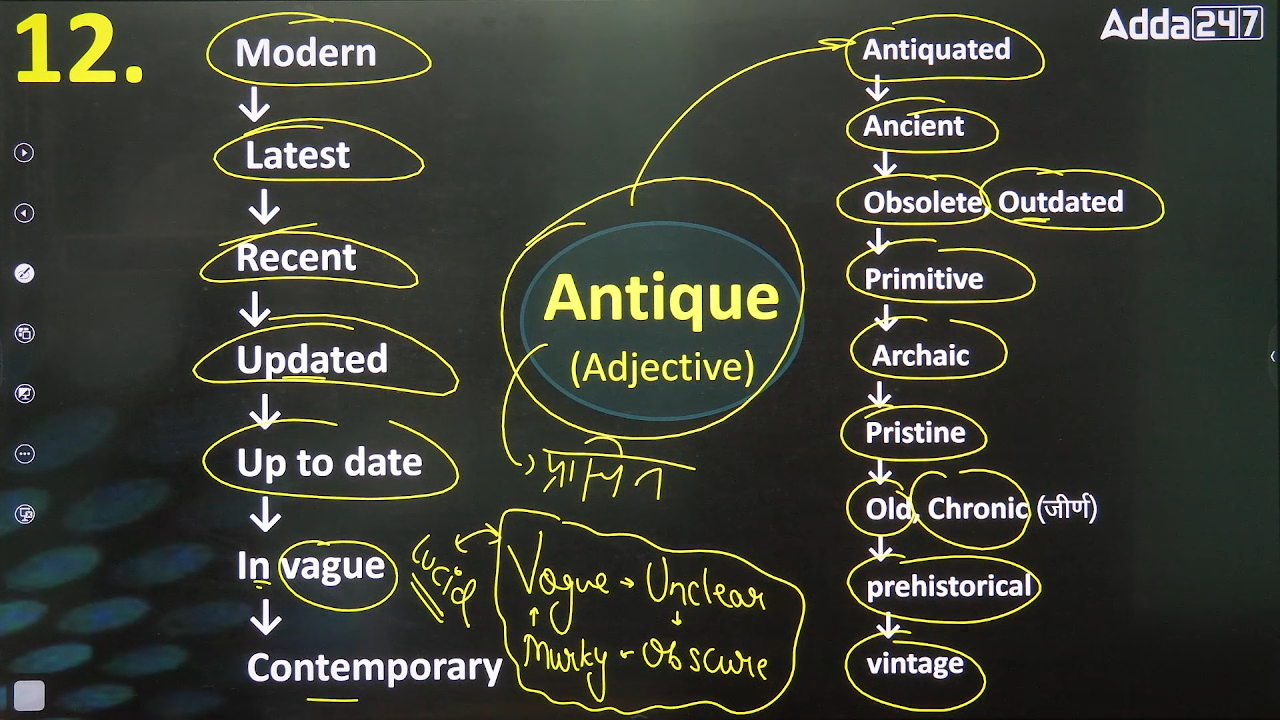 12.
Adda247
Modern
Latest
Recent
Updated
Up to date
In vague
Contemporary
Antique
(Adjective)
lucid
Vague → Unclear
Murky - Obscure
Antiquated
Ancient
Obsolete, Outdated
Primitive
Archaic
Pristine
Old, Chronic (जीर्ण)
prehistorical
vintage